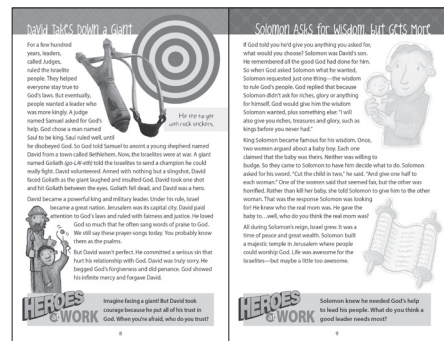 David Takes Down a Giant
For a few hundred
years, leaders,
called Judges,
ruled the Israelite
people. They helped
everyone stay true to
God's laws. But eventually,
people wanted a leader who
was more kingly. A judge
named Samuel asked for God's
help. God chose a man named
Saul to be king. Saul ruled well, until
he disobeyed God. So God told Samuel to anoint a young shepherd named
David from a town called Bethlehem. Now, the Israelites were at war. A giant
named Goliath told the Israelites to send a champion who could
really fight. David volunteered. Armed with nothing but a slingshot, David
faced Goliath as the giant laughed and insulted God. David took one shot
and hit Goliath between the eyes. Goliath fell dead, and David was a hero.
David became a powerful king and military leader. Under his rule, Israel
became a great nation. Jerusalem was its capital city. David paid
attention to God's laws and ruled with fairness and justice. He loved
God so much that he often sang words of praise to God.
We still say these prayer-songs today. You probably know
them as the psalms.
But David wasn't perfect. He committed a serious sin that
hurt his relationship with God. David was truly sorry. He
begged God's forgiveness and did penance. God showed
his infinite mercy and forgave David.
Hit the target
with rock stickers.
HEROES
at WORK
Imagine facing a giant! But David took
courage because he put all of his trust in
God. When you're afraid, who do you trust?
8
Solomon Asks for Wisdom, but Gets More
If God told you he'd give you anything you asked for,
what would you choose? Solomon was David's son.
He remembered all the good God had done for him.
So when God asked Solomon what he wanted,
Solomon requested just one thing—the wisdom
to rule God's people. God replied that because
Solomon didn't ask for riches, glory or anything
for himself, God would give him the wisdom
Solomon wanted, plus something else: "I will
also give you riches, treasures and glory, such as
kings before you never had."
King Solomon became famous for his wisdom. Once,
two women argued about a baby boy. Each one
claimed that the baby was theirs. Neither was willing to
budge. So they came to Solomon to have him decide what to do. Solomon
asked for his sword. "Cut the child in two," he said. "And give one half to
each woman." One of the women said that seemed fair, but the other was
horrified. Rather than kill her baby, she told Solomon to give him to the other
woman. That was the response Solomon was looking
for! He knew who the real mom was. He gave the
baby to…well, who do you think the real mom was?
All during Solomon's reign, Israel grew. It was a
time of peace and great wealth. Solomon built
a majestic temple in Jerusalem where people
could worship God. Life was awesome for the
Israelites—but maybe a little too awesome.
HEROES
at WORK
Solomon knew he needed God's help
to lead his people. What do you think a
good leader needs most?
9